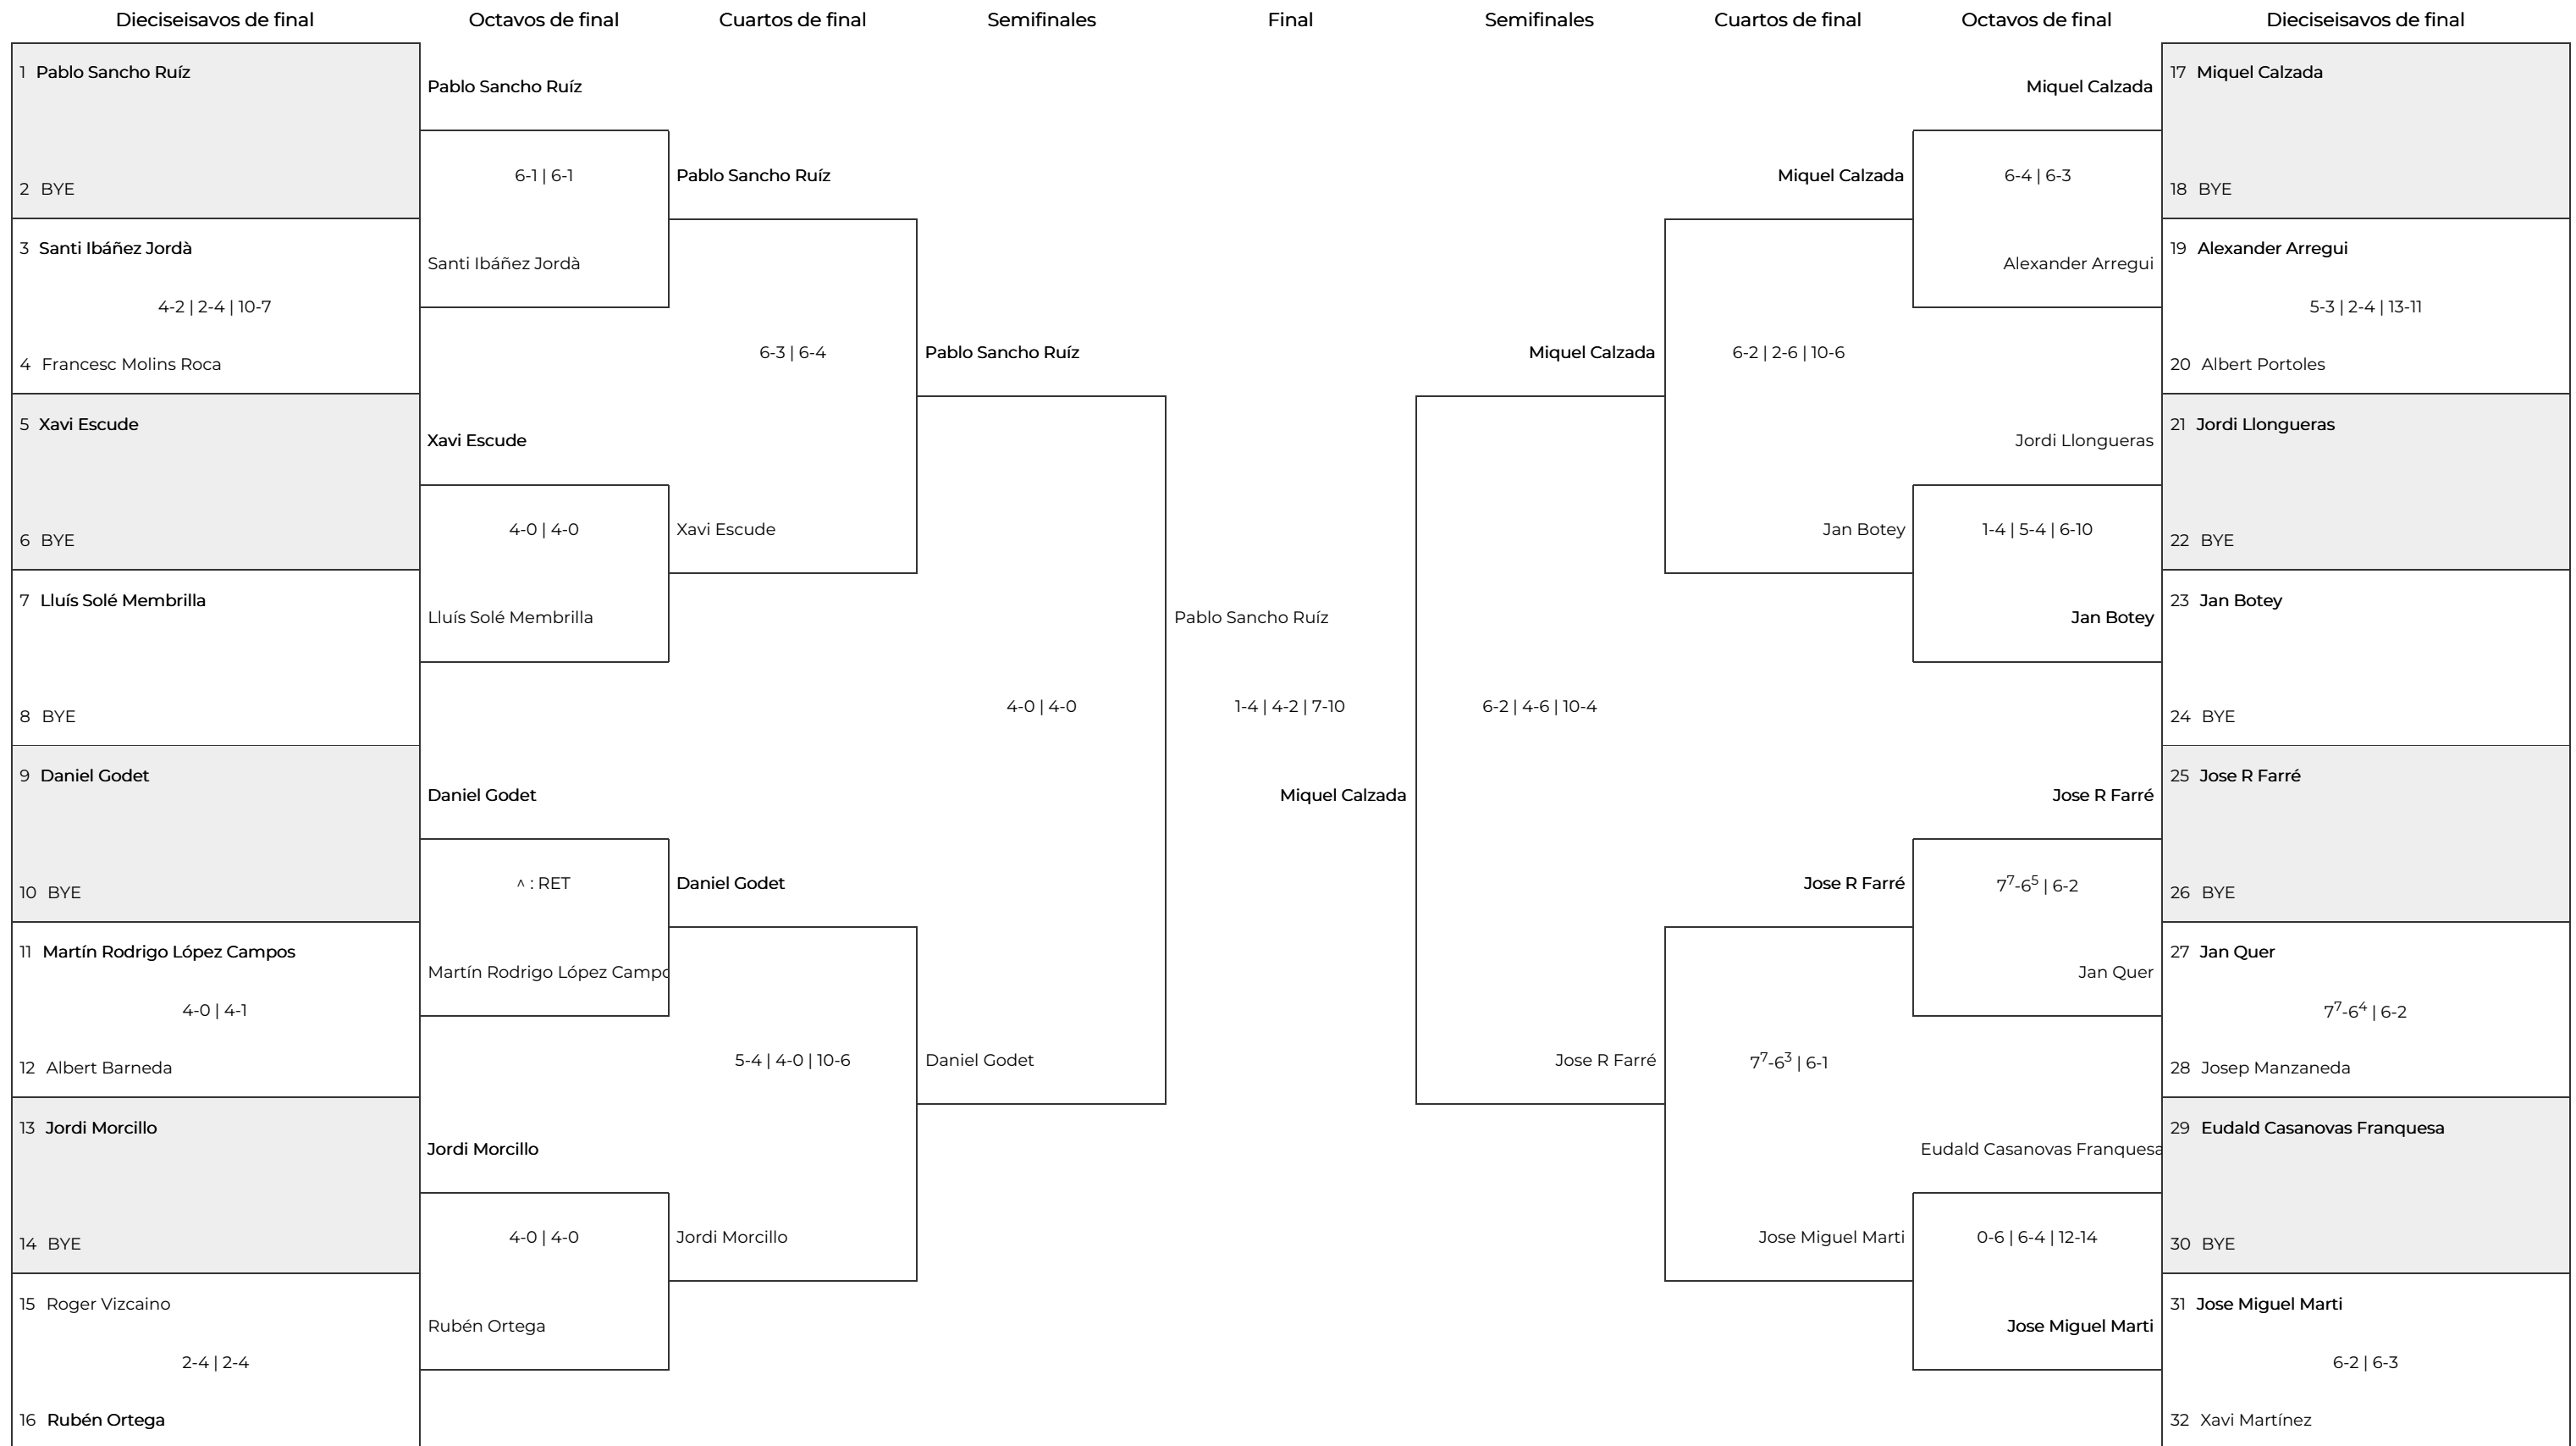 Dieciseisavos de final
Octavos de final
Cuartos de final
Semifinales
Final
Semifinales
Cuartos de final
Octavos de final
Dieciseisavos de final
1 Pablo Sancho Ruíz
2 BYE
3 Santi Ibáñez Jordà
4-2 | 2-4 | 10-7
4 Francesc Molins Roca
5 Xavi Escude
6 BYE
7 Lluís Solé Membrilla
8 BYE
9 Daniel Godet
10 BYE
11 Martín Rodrigo López Campos
4-0 | 4-1
12 Albert Barneda
13 Jordi Morcillo
14 BYE
15 Roger Vizcaino
2-4 | 2-4
16 Rubén Ortega
Pablo Sancho Ruíz
6-1 | 6-1
Santi Ibáñez Jordà
Xavi Escude
4-0 | 4-0
Lluís Solé Membrilla
Daniel Godet
^ : RET
Martín Rodrigo López Campo
Jordi Morcillo
4-0 | 4-0
Rubén Ortega
Pablo Sancho Ruíz
6-3 | 6-4
Xavi Escude
Daniel Godet
5-4 | 4-0 | 10-6
Jordi Morcillo
Pablo Sancho Ruíz
4-0 | 4-0
Daniel Godet
Pablo Sancho Ruíz
1-4 | 4-2 | 7-10
Miquel Calzada
Miquel Calzada
6-2 | 4-6 | 10-4
Jose R Farré
Miquel Calzada
6-2 | 2-6 | 10-6
Jan Botey
Jose R Farré
7⁷-6³ | 6-1
Jose Miguel Marti
Miquel Calzada
6-4 | 6-3
Alexander Arregui
Jordi Llongueras
1-4 | 5-4 | 6-10
Jan Botey
Jose R Farré
7⁷-6⁵ | 6-2
Jan Quer
Eudald Casanovas Franquesa
0-6 | 6-4 | 12-14
Jose Miguel Marti
17 Miquel Calzada
18 BYE
19 Alexander Arregui
5-3 | 2-4 | 13-11
20 Albert Portoles
21 Jordi Llongueras
22 BYE
23 Jan Botey
24 BYE
25 Jose R Farré
26 BYE
27 Jan Quer
7⁷-6⁴ | 6-2
28 Josep Manzaneda
29 Eudald Casanovas Franquesa
30 BYE
31 Jose Miguel Marti
6-2 | 6-3
32 Xavi Martínez